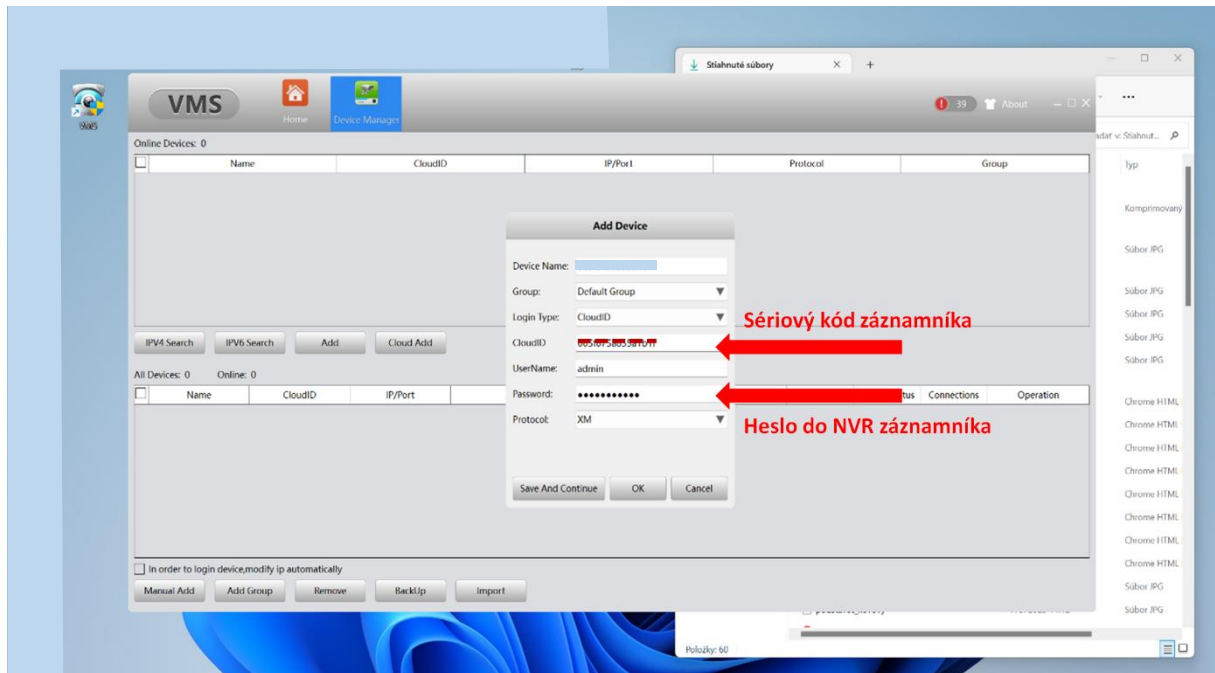 Stiahnuté súbory
VMS
Home
Device Manager
39
About
VMS
Online Devices: 0
Name CloudID IP/Port Protocol Group
Typ
Komprimovaný
Súbor JPG
Súbor JPG
Súbor JPG
Súbor JPG
Súbor JPG
Chrome HTML
Chrome HTML
Chrome HTML
Chrome HTML
Chrome HTML
Chrome HTML
Chrome HTML
Chrome HTML
Súbor JPG
Súbor JPG
Add Device
Device Name:
Group: Default Group
Login Type: CloudID
CloudID
UserName: admin
Password: •••••••••••
Protocol: XM
Save And Continue OK Cancel
Sériový kód záznamníka
Heslo do NVR záznamníka
IPV4 Search IPV6 Search Add Cloud Add
All Devices: 0 Online: 0
Name CloudID IP/Port Connections Operation
In order to login device,modify ip automatically
Manual Add Add Group Remove BackUp Import
Položky: 60